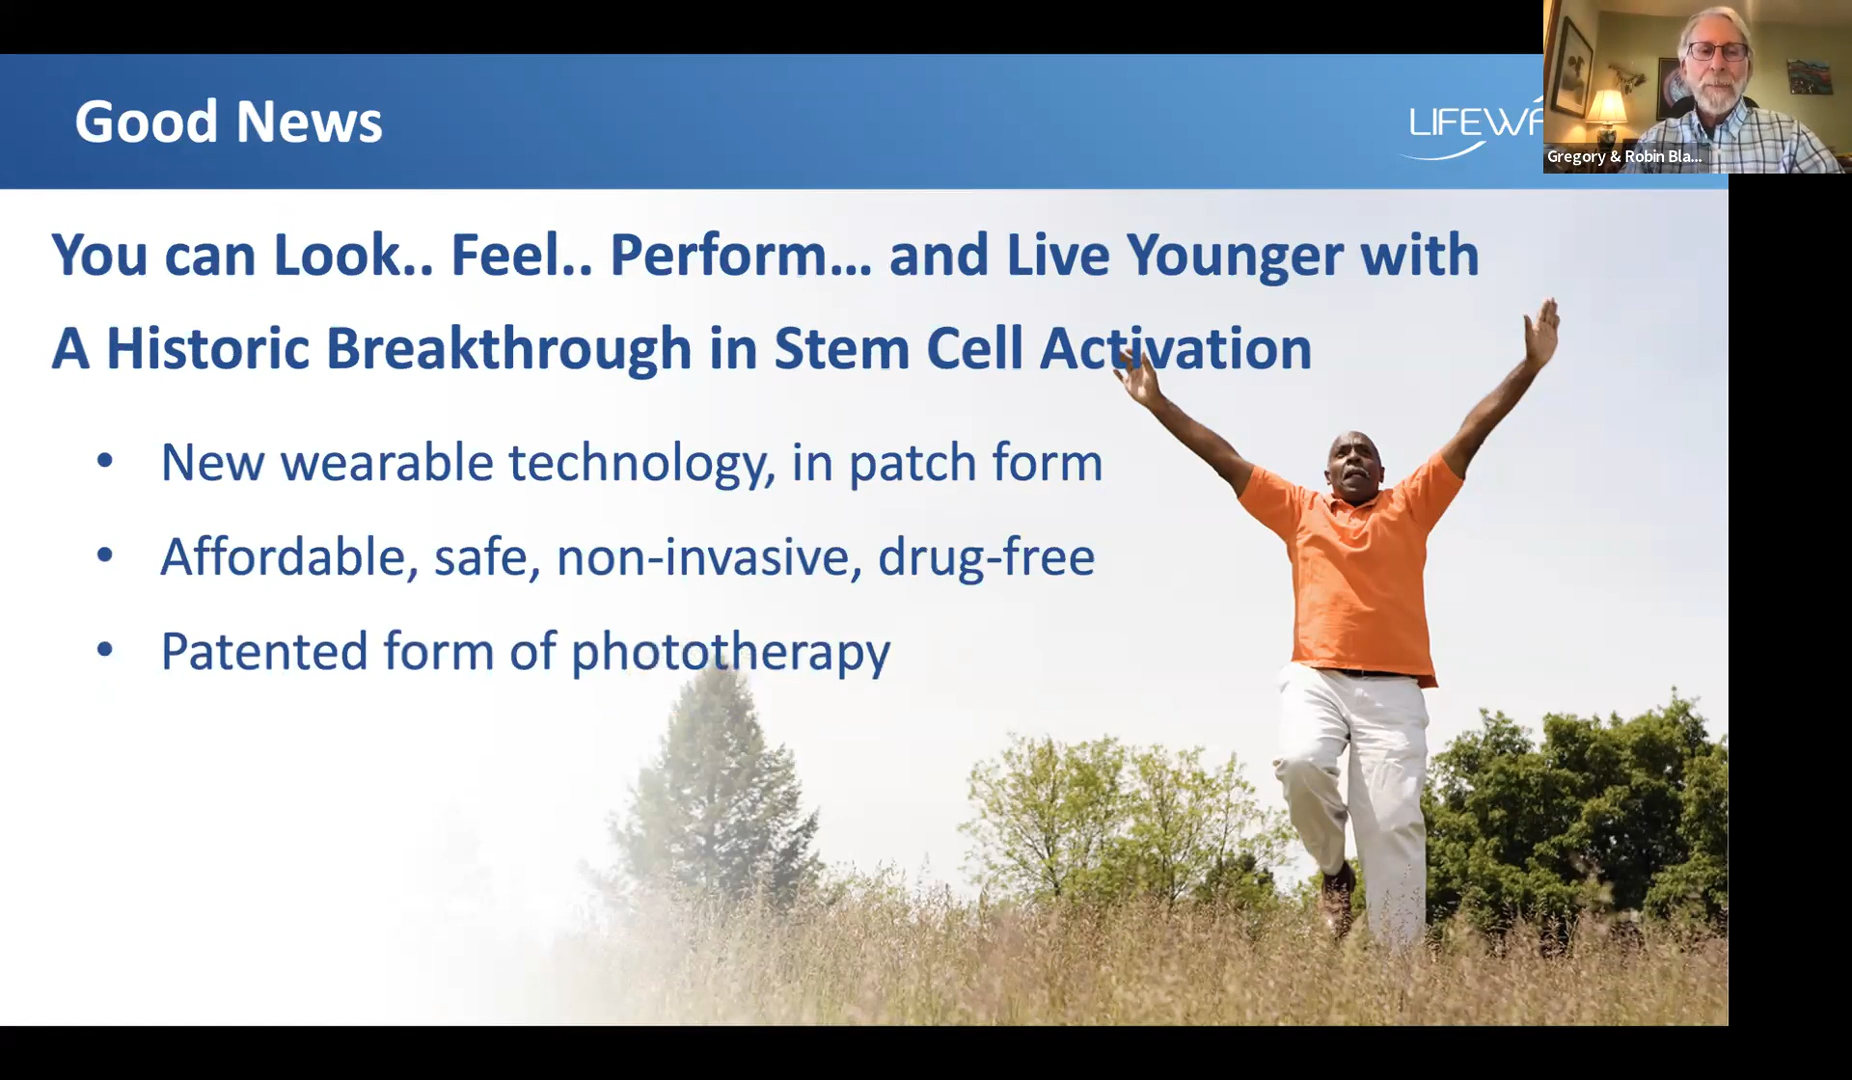 Good News
LIFEWA
Gregory & Robin Bla...
You can Look.. Feel.. Perform... and Live Younger with
A Historic Breakthrough in Stem Cell Activation
• New wearable technology, in patch form
• Affordable, safe, non-invasive, drug-free
• Patented form of phototherapy